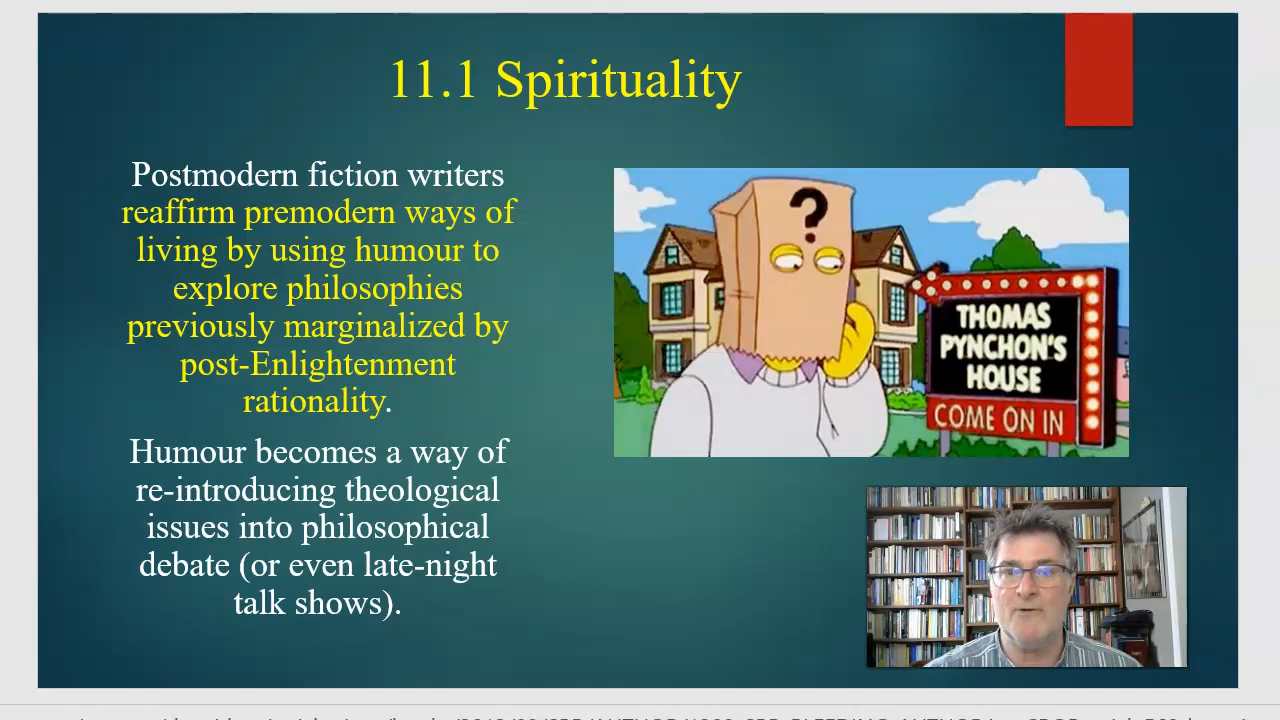 11.1 Spirituality
Postmodern fiction writers
reaffirm premodern ways of
living by using humour to
explore philosophies
previously marginalized by
post-Enlightenment
rationality.
Humour becomes a way of
re-introducing theological
issues into philosophical
debate (or even late-night
talk shows).
?
THOMAS
PYNCHON'S
HOUSE
COME ON IN